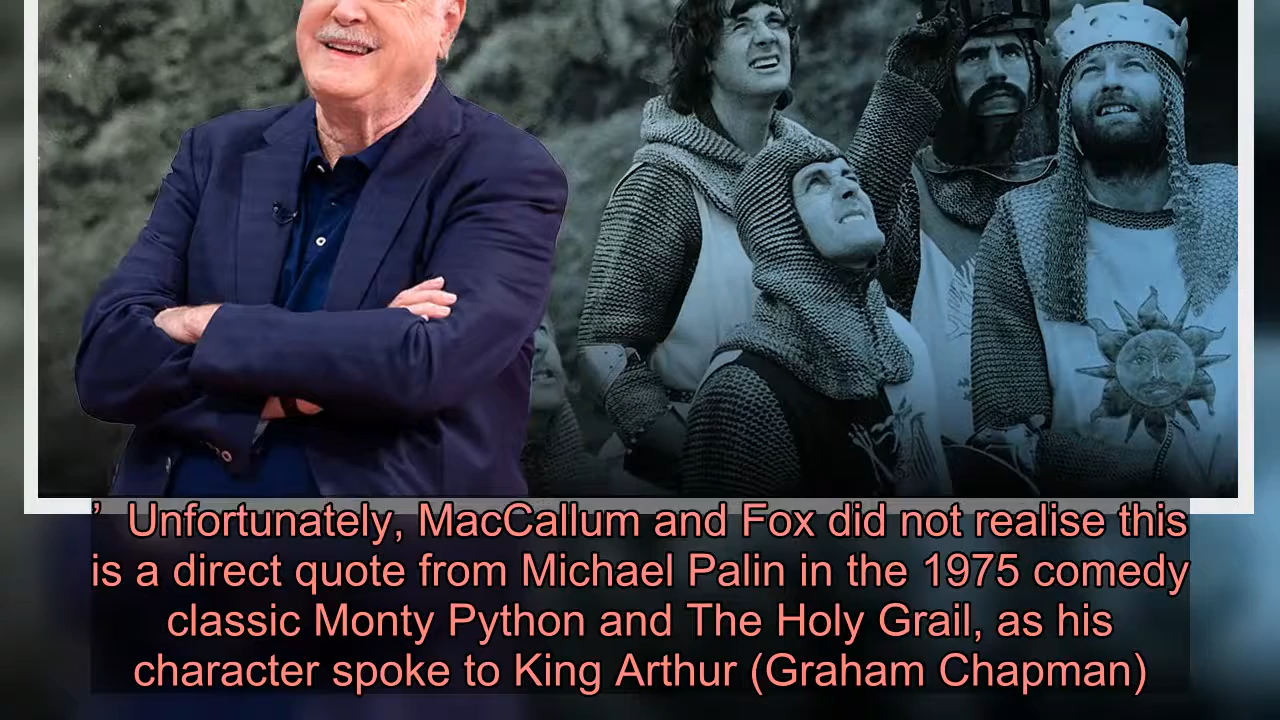 ’ Unfortunately, MacCallum and Fox did not realise this
is a direct quote from Michael Palin in the 1975 comedy
classic Monty Python and The Holy Grail, as his
character spoke to King Arthur (Graham Chapman)